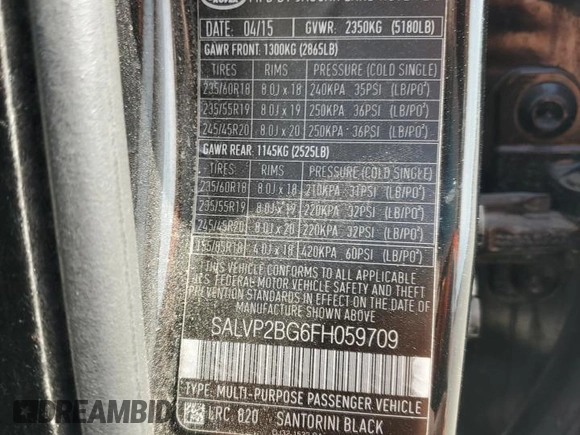 ROVER
DATE: 04/15 GVWR: 2350KG (5180LB)
GAWR FRONT: 1300KG (2865LB)
TIRES RIMS PRESSURE (COLD SINGLE)
235/60R18 8.0J x 18 240KPA 35PSI (LB/PO²)
235/55R19 8.0J x 19 250KPA 36PSI (LB/PO²)
245/45R20 8.0J x 20 250KPA 36PSI (LB/PO²)
GAWR REAR: 1145KG (2525LB)
TIRES RIMS PRESSURE (COLD SINGLE)
235/60R18 8.0J x 18 210KPA 31PSI (LB/PO²)
235/55R19 8.0J x 19 220KPA 32PSI (LB/PO²)
245/45R20 8.0J x 20 220KPA 32PSI (LB/PO²)
155/85R18 4.0J x 18 420KPA 60PSI (LB/PO²)
THIS VEHICLE CONFORMS TO ALL APPLICABLE
U.S. FEDERAL MOTOR VEHICLE SAFETY AND THEFT
PREVENTION STANDARDS IN EFFECT ON THE DATE OF
MANUFACTURE SHOWN ABOVE
SALVP2BG6FH059709
TYPE: MULTI-PURPOSE PASSENGER VEHICLE
LRC 820 SANTORINI BLACK
DREAMBID.COM